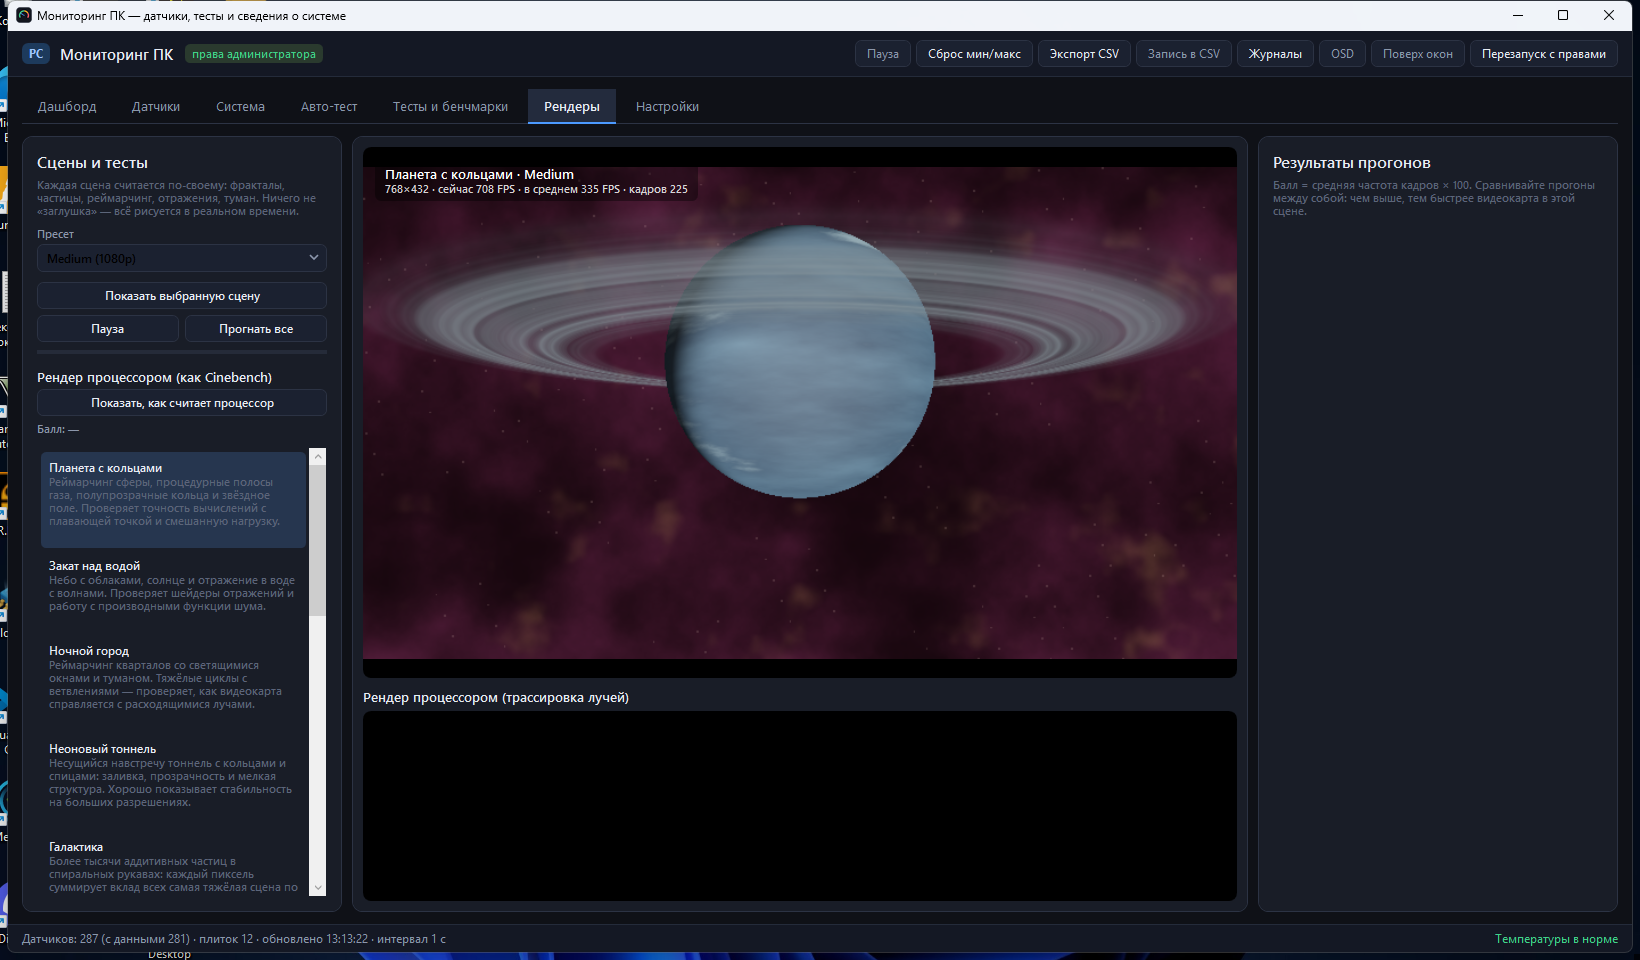 Мониторинг ПК — датчики, тесты и сведения о системе
PC Мониторинг ПК права администратора
Пауза Сброс мин/макс Экспорт CSV Запись в CSV Журналы OSD Поверх окон Перезапуск с правами
Дашборд Датчики Система Авто-тест Тесты и бенчмарки Рендеры Настройки
Сцены и тесты
Каждая сцена считается по-своему: фракталы,
частицы, реймарчинг, отражения, туман. Ничего не
«заглушка» — всё рисуется в реальном времени.
Пресет
Medium (1080p)
Показать выбранную сцену
Пауза Прогнать все
Рендер процессором (как Cinebench)
Показать, как считает процессор
Балл: —
Планета с кольцами
Реймарчинг сферы, процедурные полосы
газа, полупрозрачные кольца и звёздное
поле. Проверяет точность вычислений с
плавающей точкой и смешанную нагрузку.
Закат над водой
Небо с облаками, солнце и отражение в воде
с волнами. Проверяет шейдеры отражений и
работу с производными функции шума.
Ночной город
Реймарчинг кварталов со светящимися
окнами и туманом. Тяжёлые циклы с
ветвлениями — проверяет, как видеокарта
справляется с расходящимися лучами.
Неоновый тоннель
Несущийся навстречу тоннель с кольцами и
спицами: заливка, прозрачность и мелкая
структура. Хорошо показывает стабильность
на больших разрешениях.
Галактика
Более тысячи аддитивных частиц в
спиральных рукавах: каждый пиксель
суммирует вклад всех самая тяжёлая сцена по
Планета с кольцами · Medium
768×432 · сейчас 708 FPS · в среднем 335 FPS · кадров 225
Рендер процессором (трассировка лучей)
Результаты прогонов
Балл = средняя частота кадров × 100. Сравнивайте прогоны
между собой: чем выше, тем быстрее видеокарта в этой
сцене.
Датчиков: 287 (с данными 281) · плиток 12 · обновлено 13:13:22 · интервал 1 с
Температуры в норме
Desktop